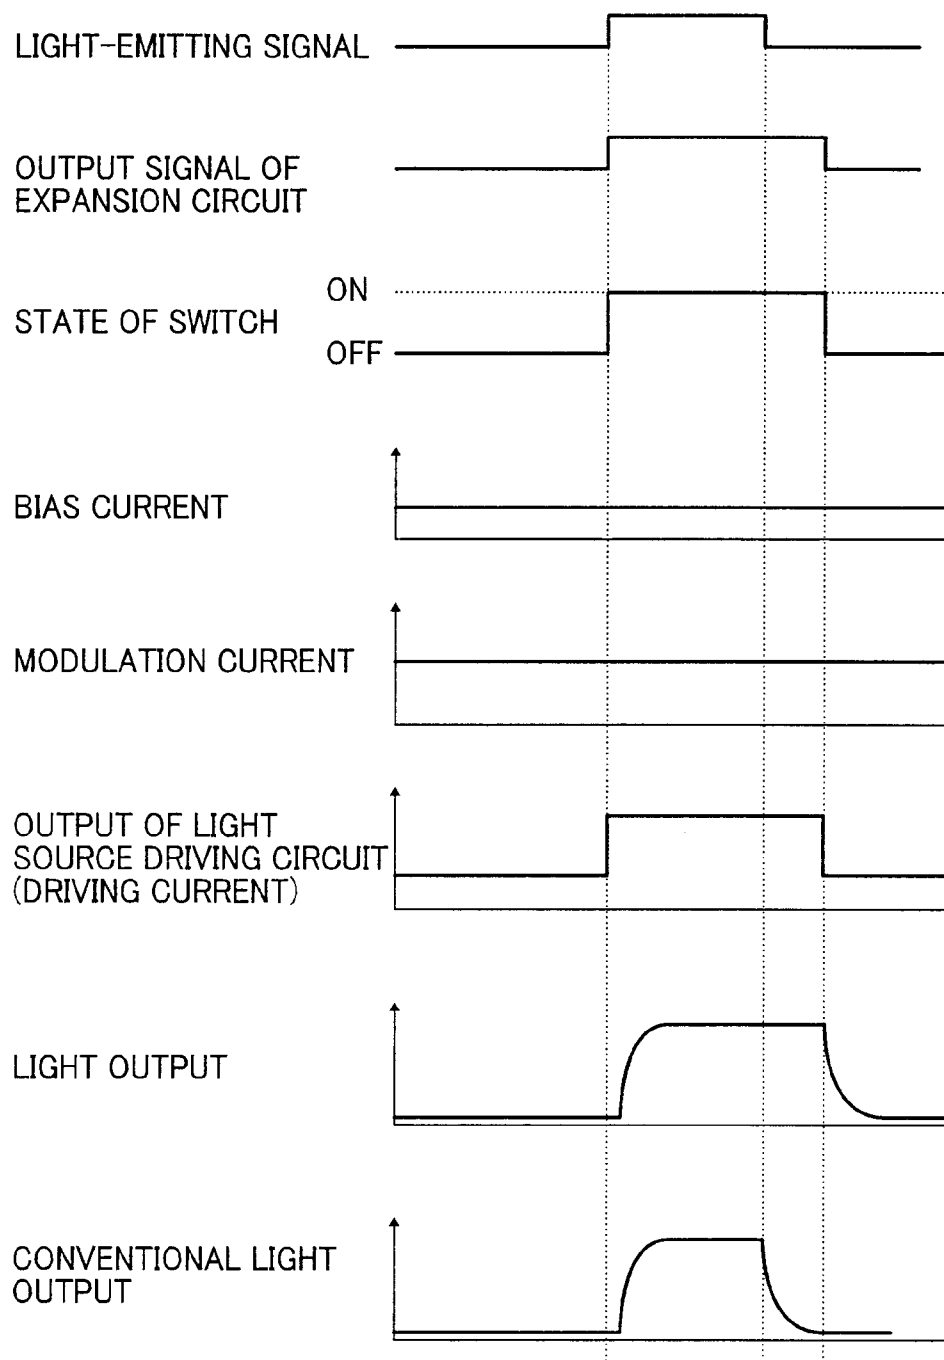 LIGHT-EMITTING SIGNAL
OUTPUT SIGNAL OF
EXPANSION CIRCUIT
ON
STATE OF SWITCH
OFF
BIAS CURRENT
MODULATION CURRENT
OUTPUT OF LIGHT
SOURCE DRIVING CIRCUIT
(DRIVING CURRENT)
LIGHT OUTPUT
CONVENTIONAL LIGHT
OUTPUT